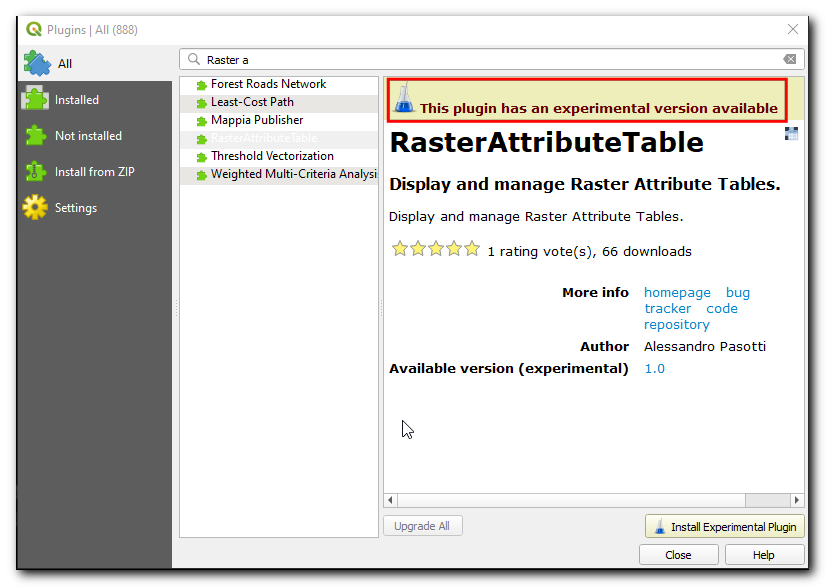 Plugins | All (888)
All
Installed
Not installed
Install from ZIP
Settings
Raster a
Forest Roads Network
Least-Cost Path
Mappia Publisher
RasterAttributeTable
Threshold Vectorization
Weighted Multi-Criteria Analysi
This plugin has an experimental version available
RasterAttributeTable
Display and manage Raster Attribute Tables.
Display and manage Raster Attribute Tables.
1 rating vote(s), 66 downloads
More info homepage bug
tracker code
repository
Author Alessandro Pasotti
Available version (experimental) 1.0
Upgrade All
Install Experimental Plugin
Close
Help